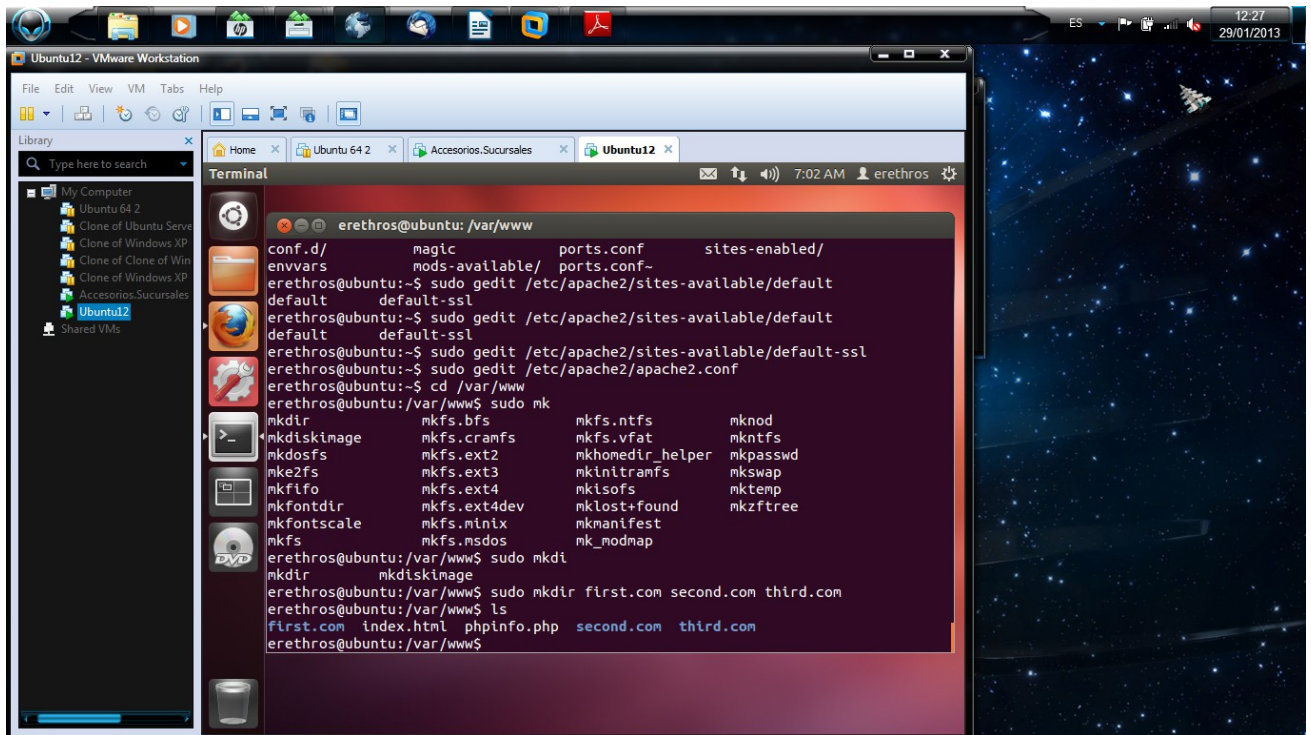 ES
12:27
29/01/2013
Ubuntu12 - VMware Workstation
File Edit View VM Tabs Help
Library
Home
Ubuntu 64 2
Accesorios.Sucursales
Ubuntu12
Type here to search
My Computer
Ubuntu 64 2
Clone of Ubuntu Serve
Clone of Windows XP
Clone of Clone of Win
Clone of Windows XP
Accesorios.Sucursales
Ubuntu12
Shared VMs
Terminal
7:02 AM
erethros
erethros@ubuntu: /var/www
conf.d/ magic ports.conf sites-enabled/
envvars mods-available/ ports.conf~
erethros@ubuntu:~$ sudo gedit /etc/apache2/sites-available/default
default default-ssl
erethros@ubuntu:~$ sudo gedit /etc/apache2/sites-available/default
default default-ssl
erethros@ubuntu:~$ sudo gedit /etc/apache2/sites-available/default-ssl
erethros@ubuntu:~$ sudo gedit /etc/apache2/apache2.conf
erethros@ubuntu:~$ cd /var/www
erethros@ubuntu:/var/www$ sudo mk
mkdir mkfs.bfs mkfs.ntfs mknod
mkdiskimage mkfs.cramfs mkfs.vfat mkntfs
mkdosfs mkfs.ext2 mkhomedir_helper mkpasswd
mke2fs mkfs.ext3 mkinitramfs mkswap
mkfifo mkfs.ext4 mkisofs mktemp
mkfontdir mkfs.ext4dev mklost+found mkzftree
mkfontscale mkfs.minix mkmanifest
mkfs mkfs.msdos mk_modmap
erethros@ubuntu:/var/www$ sudo mkdi
mkdir mkdiskimage
erethros@ubuntu:/var/www$ sudo mkdir first.com second.com third.com
erethros@ubuntu:/var/www$ ls
first.com index.html phpinfo.php second.com third.com
erethros@ubuntu:/var/www$
DVD